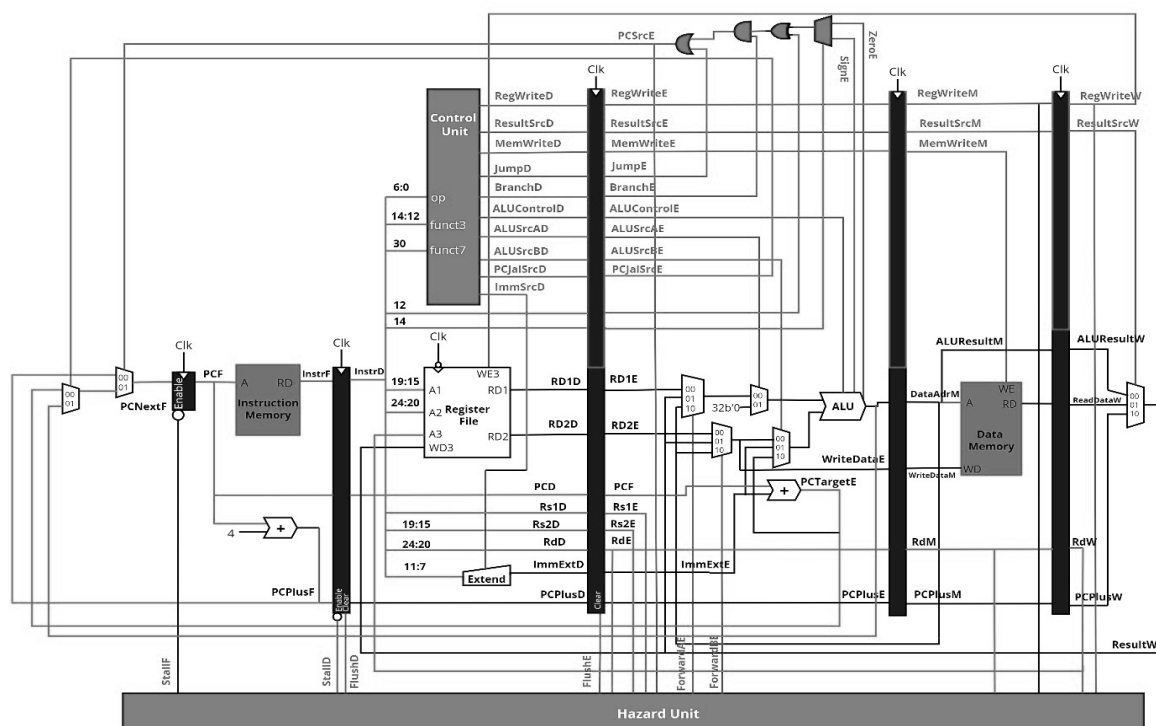 PCSrcE
ZeroE
SignE
Clk
Clk
Clk
Control Unit
RegWriteD
RegWriteE
RegWriteM
RegWriteW
ResultSrcD
ResultSrcE
ResultSrcM
ResultSrcW
MemWriteD
MemWriteE
MemWriteM
JumpD
JumpE
6:0
op
BranchD
BranchE
14:12
funct3
ALUControlD
ALUControlE
ALUSrcAD
ALUSrcAE
30
funct7
ALUSrcBD
ALUSrcBE
PCJalSrcD
PCJalSrcE
ImmSrcD
12
14
Clk
Clk
Clk
ALUResultM
ALUResultW
00
01
00
01
PCNextF
Enable
PCF
A
RD
Instruction Memory
InstrF
InstrD
19:15
24:20
A1
A2
A3
WD3
WE3
RD1
RD2
Register File
RD1D
RD1E
RD2D
RD2E
00
01
10
32b'0
00
01
00
01
10
00
01
10
ALU
DataAdrM
WE
A
RD
Data Memory
WD
ReadDataW
00
01
10
WriteDataE
WriteDataM
PCD
PCF
+
PCTargetE
Rs1D
Rs1E
19:15
Rs2D
Rs2E
24:20
RdD
RdE
RdM
RdW
4
+
11:7
Extend
ImmExtD
ImmExtE
PCPlusF
Enable
Clear
PCPlusD
Clear
PCPlusE
PCPlusM
PCPlusW
ResultW
StallF
StallD
FlushD
FlushE
ForwardAE
ForwardBE
Hazard Unit